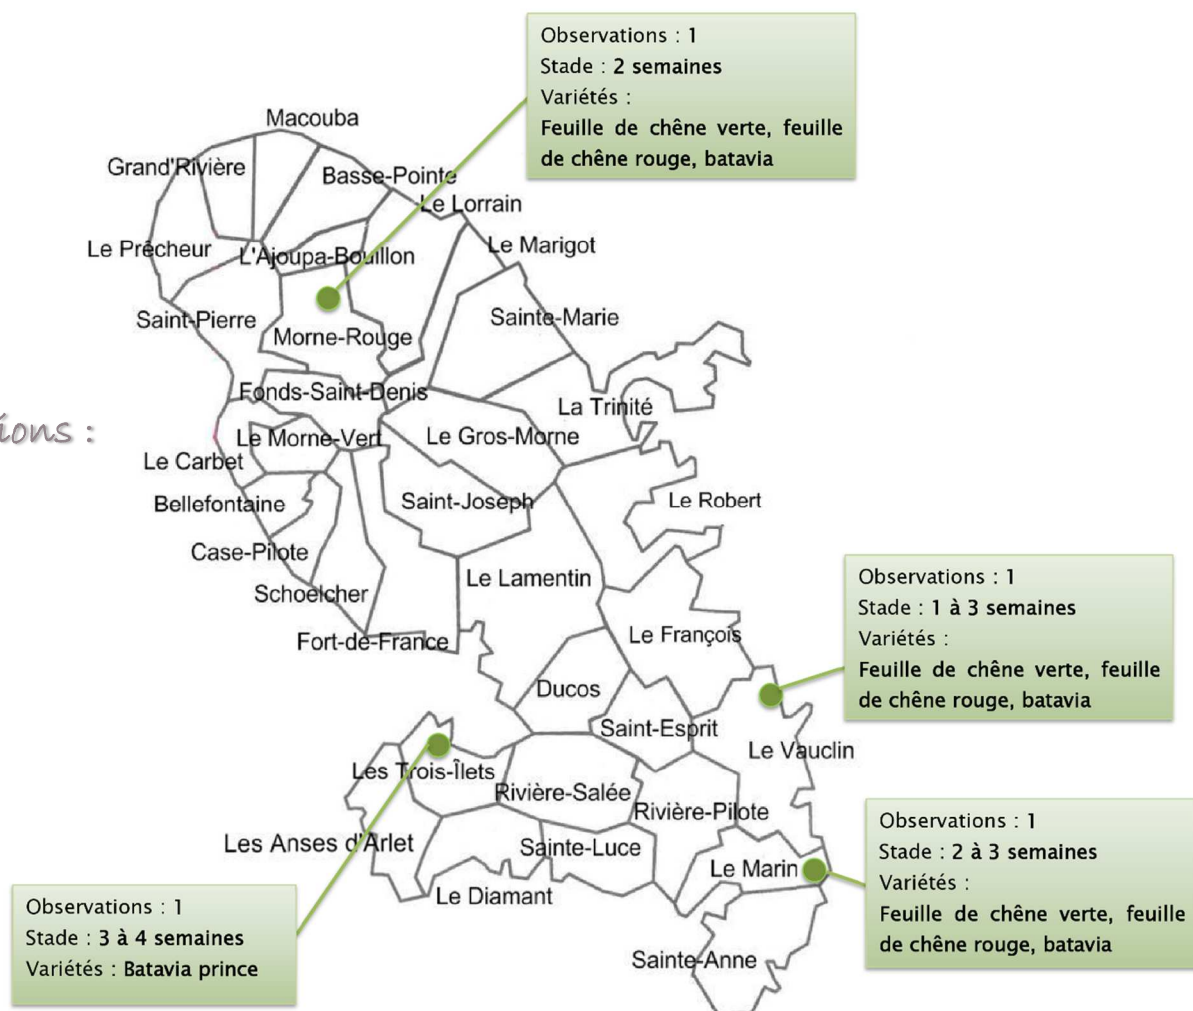 Observations : 1
Stade : 2 semaines
Variétés :
Feuille de chêne verte, feuille
de chêne rouge, batavia
Macouba
Grand'Rivière
Basse-Pointe
Le Lorrain
Le Prêcheur
L'Ajoupa-Bouillon
Le Marigot
Saint-Pierre
Morne-Rouge
Sainte-Marie
Fonds-Saint-Denis
La Trinité
ions :
Le Morne-Vert
Le Gros-Morne
Le Carbet
Bellefontaine
Saint-Joseph
Le Robert
Case-Pilote
Schoelcher
Le Lamentin
Fort-de-France
Le François
Observations : 1
Stade : 1 à 3 semaines
Variétés :
Feuille de chêne verte, feuille
de chêne rouge, batavia
Ducos
Saint-Esprit
Le Vauclin
Les Trois-Îlets
Rivière-Salée
Rivière-Pilote
Les Anses d'Arlet
Sainte-Luce
Le Marin
Le Diamant
Sainte-Anne
Observations : 1
Stade : 2 à 3 semaines
Variétés :
Feuille de chêne verte, feuille
de chêne rouge, batavia
Observations : 1
Stade : 3 à 4 semaines
Variétés : Batavia prince